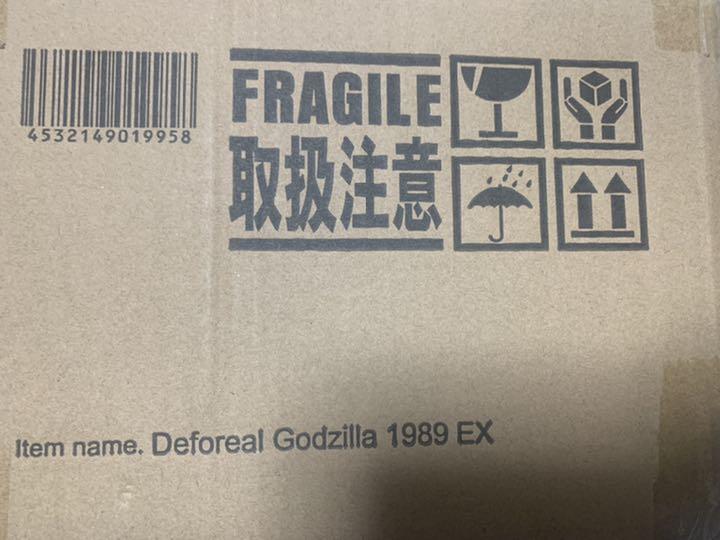 4532149019958
FRAGILE
取扱注意
Item name. Deforeal Godzilla 1989 EX